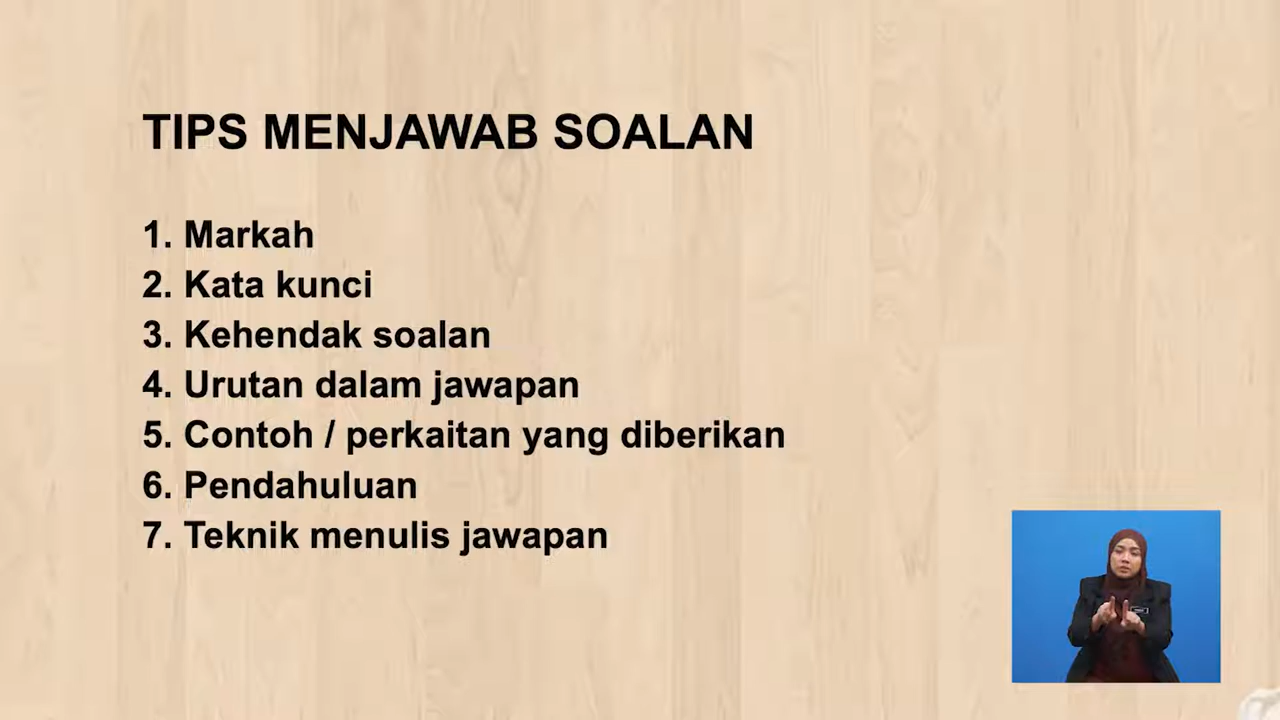 TIPS MENJAWAB SOALAN
1. Markah
2. Kata kunci
3. Kehendak soalan
4. Urutan dalam jawapan
5. Contoh / perkaitan yang diberikan
6. Pendahuluan
7. Teknik menulis jawapan